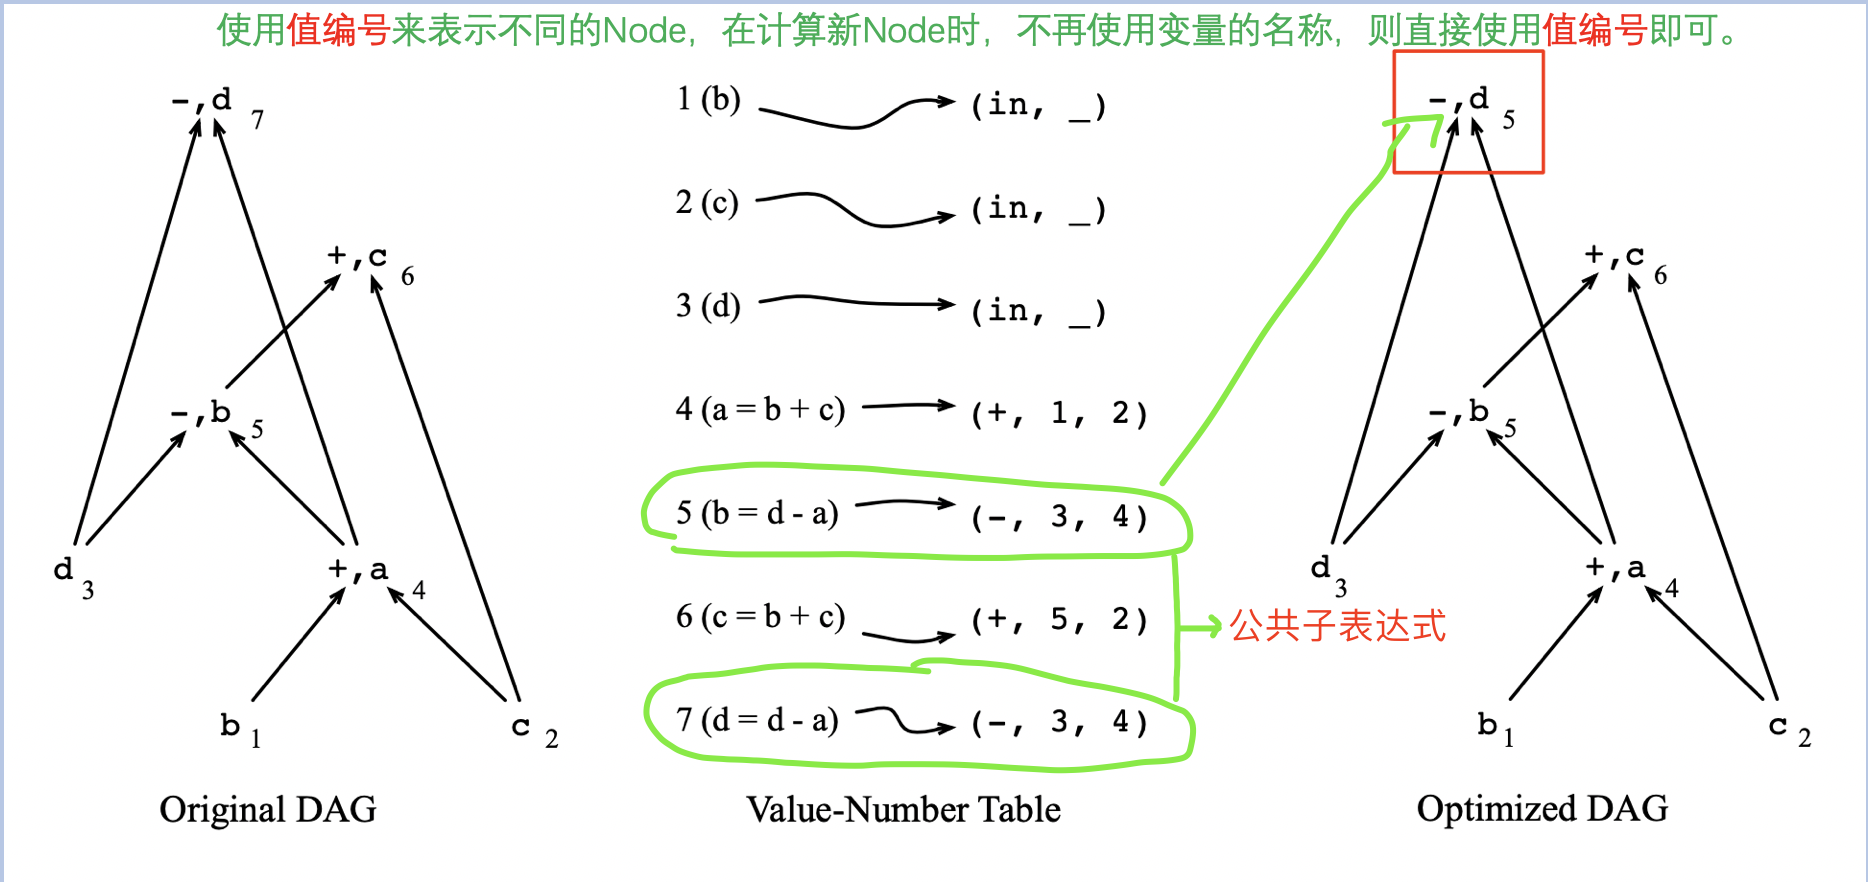 使用值编号来表示不同的Node，在计算新Node时，不再使用变量的名称，则直接使用值编号即可。
-,d 7
+,c 6
-,b 5
d 3
+,a 4
b 1
c 2
Original DAG
1 (b) (in, _)
2 (c) (in, _)
3 (d) (in, _)
4 (a = b + c) (+, 1, 2)
5 (b = d - a) (-, 3, 4)
6 (c = b + c) (+, 5, 2)
7 (d = d - a) (-, 3, 4)
公共子表达式
Value-Number Table
-,d 5
+,c 6
-,b 5
d 3
+,a 4
b 1
c 2
Optimized DAG